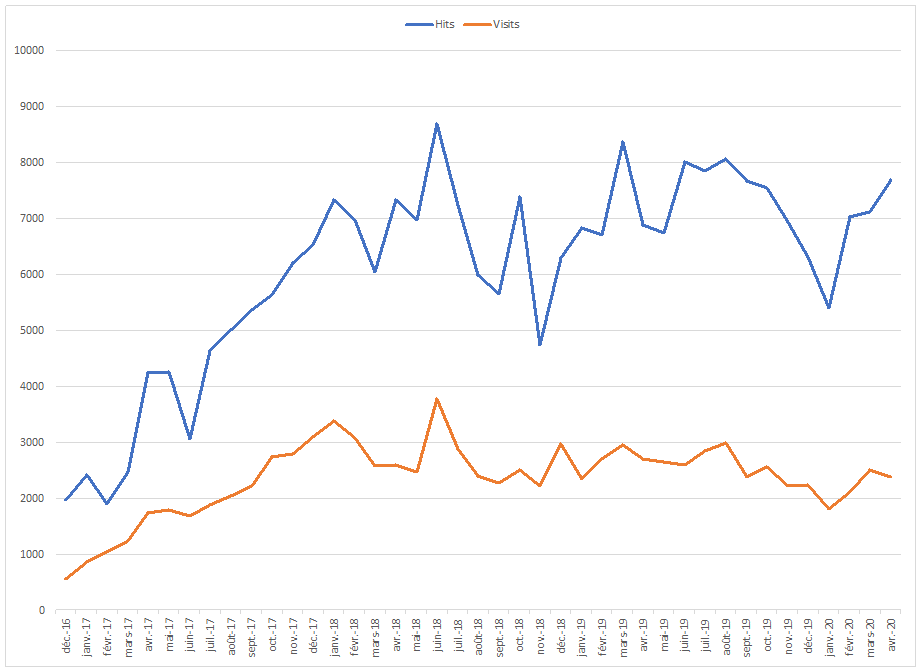 Hits Visits
10000
9000
8000
7000
6000
5000
4000
3000
2000
1000
0
déc.-16
janv.-17
févr.-17
mars-17
avr.-17
mai-17
juin-17
juil.-17
août-17
sept.-17
oct.-17
nov.-17
déc.-17
janv.-18
févr.-18
mars-18
avr.-18
mai-18
juin-18
juil.-18
août-18
sept.-18
oct.-18
nov.-18
déc.-18
janv.-19
févr.-19
mars-19
avr.-19
mai-19
juin-19
juil.-19
août-19
sept.-19
oct.-19
nov.-19
déc.-19
janv.-20
févr.-20
mars-20
avr.-20